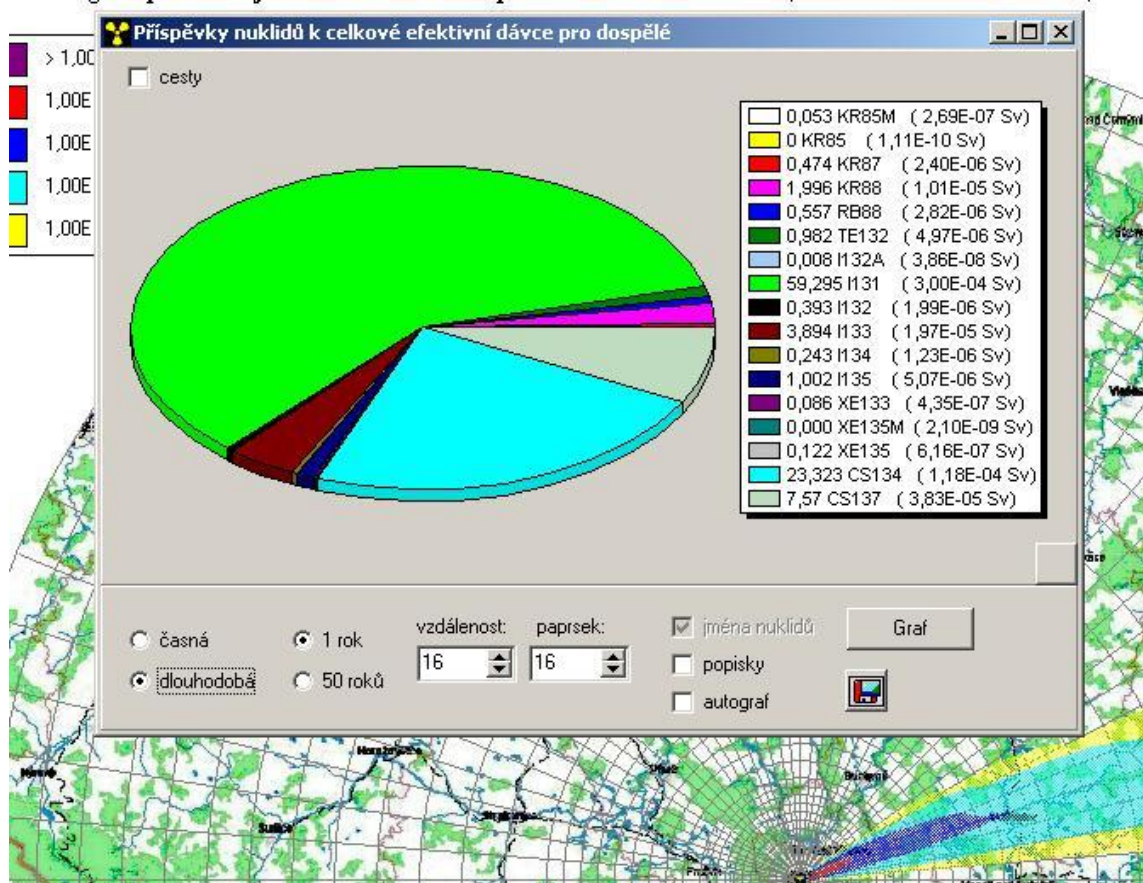 Příspěvky nuklidů k celkové efektivní dávce pro dospělé
> 1,00
1,00E
1,00E
1,00E
1,00E
cesty
0,053 KR85M ( 2,69E-07 Sv)
0 KR85 ( 1,11E-10 Sv)
0,474 KR87 ( 2,40E-06 Sv)
1,996 KR88 ( 1,01E-05 Sv)
0,557 RB88 ( 2,82E-06 Sv)
0,982 TE132 ( 4,97E-06 Sv)
0,008 I132A ( 3,86E-08 Sv)
59,295 I131 ( 3,00E-04 Sv)
0,393 I132 ( 1,99E-06 Sv)
3,894 I133 ( 1,97E-05 Sv)
0,243 I134 ( 1,23E-06 Sv)
1,002 I135 ( 5,07E-06 Sv)
0,086 XE133 ( 4,35E-07 Sv)
0,000 XE135M ( 2,10E-09 Sv)
0,122 XE135 ( 6,16E-07 Sv)
23,323 CS134 ( 1,18E-04 Sv)
7,57 CS137 ( 3,83E-05 Sv)
časná
dlouhodobá
1 rok
50 roků
vzdálenost:
16
paprsek:
16
jména nuklidů
popisky
autograf
Graf
Sušice